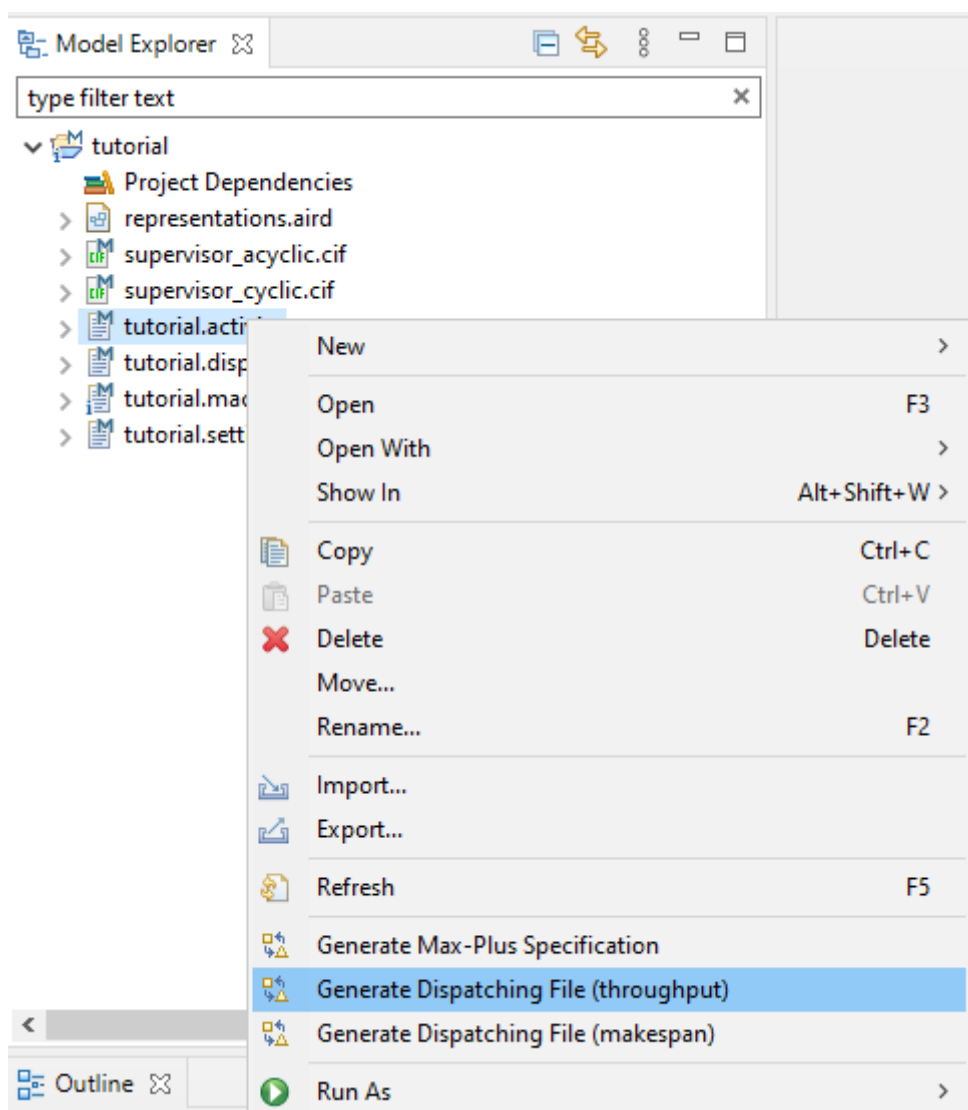 Model Explorer
type filter text
tutorial
Project Dependencies
representations.aird
supervisor_acyclic.cif
supervisor_cyclic.cif
tutorial.acti
tutorial.disp
tutorial.mac
tutorial.sett
New
Open F3
Open With
Show In Alt+Shift+W
Copy Ctrl+C
Paste Ctrl+V
Delete Delete
Move...
Rename... F2
Import...
Export...
Refresh F5
Generate Max-Plus Specification
Generate Dispatching File (throughput)
Generate Dispatching File (makespan)
Outline
Run As